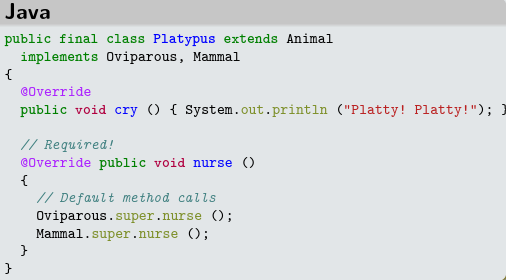 Java
public final class Platypus extends Animal
  implements Oviparous, Mammal
{
  @Override
  public void cry () { System.out.println ("Platty! Platty!"); }

  // Required!
  @Override public void nurse ()
  {
    // Default method calls
    Oviparous.super.nurse ();
    Mammal.super.nurse ();
  }
}